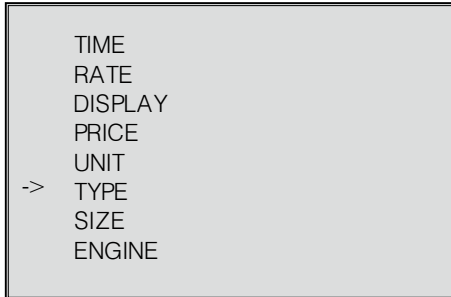 TIME
RATE
DISPLAY
PRICE
UNIT
-> TYPE
SIZE
ENGINE